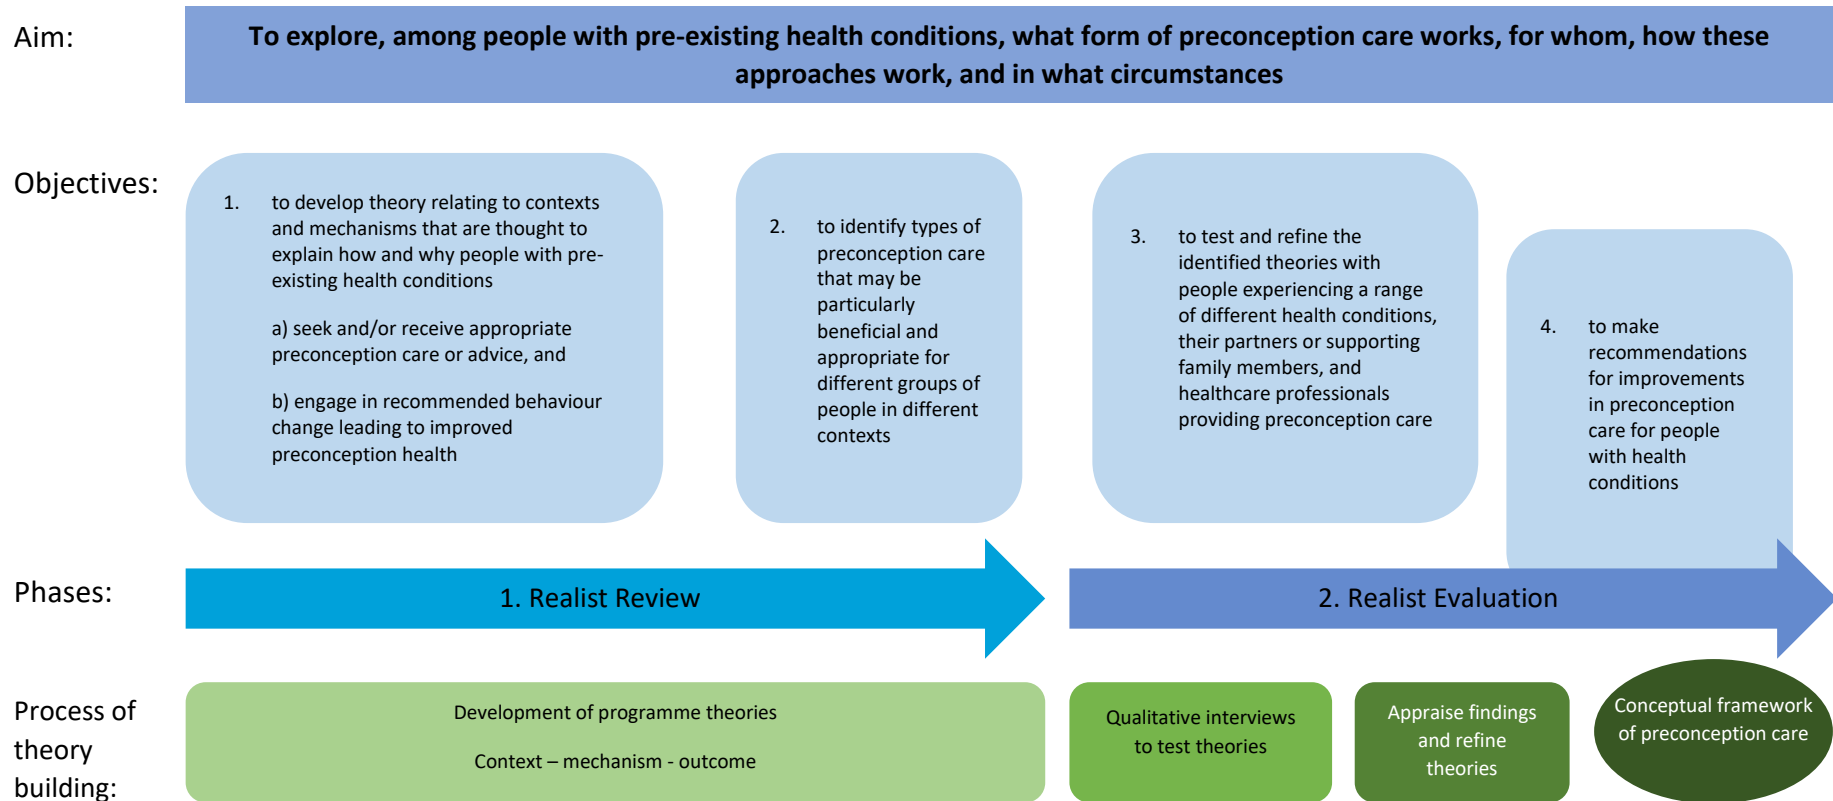 Aim:
To explore, among people with pre-existing health conditions, what form of preconception care works, for whom, how these
approaches work, and in what circumstances
Objectives:
1. to develop theory relating to contexts
and mechanisms that are thought to
explain how and why people with pre-
existing health conditions
a) seek and/or receive appropriate
preconception care or advice, and
b) engage in recommended behaviour
change leading to improved
preconception health
2. to identify types of
preconception care
that may be
particularly
beneficial and
appropriate for
different groups of
people in different
contexts
3. to test and refine the
identified theories with
people experiencing a range
of different health conditions,
their partners or supporting
family members, and
healthcare professionals
providing preconception care
4. to make
recommendations
for improvements
in preconception
care for people
with health
conditions
Phases:
1. Realist Review
2. Realist Evaluation
Process of
theory
building:
Development of programme theories
Context – mechanism - outcome
Qualitative interviews
to test theories
Appraise findings
and refine
theories
Conceptual framework
of preconception care